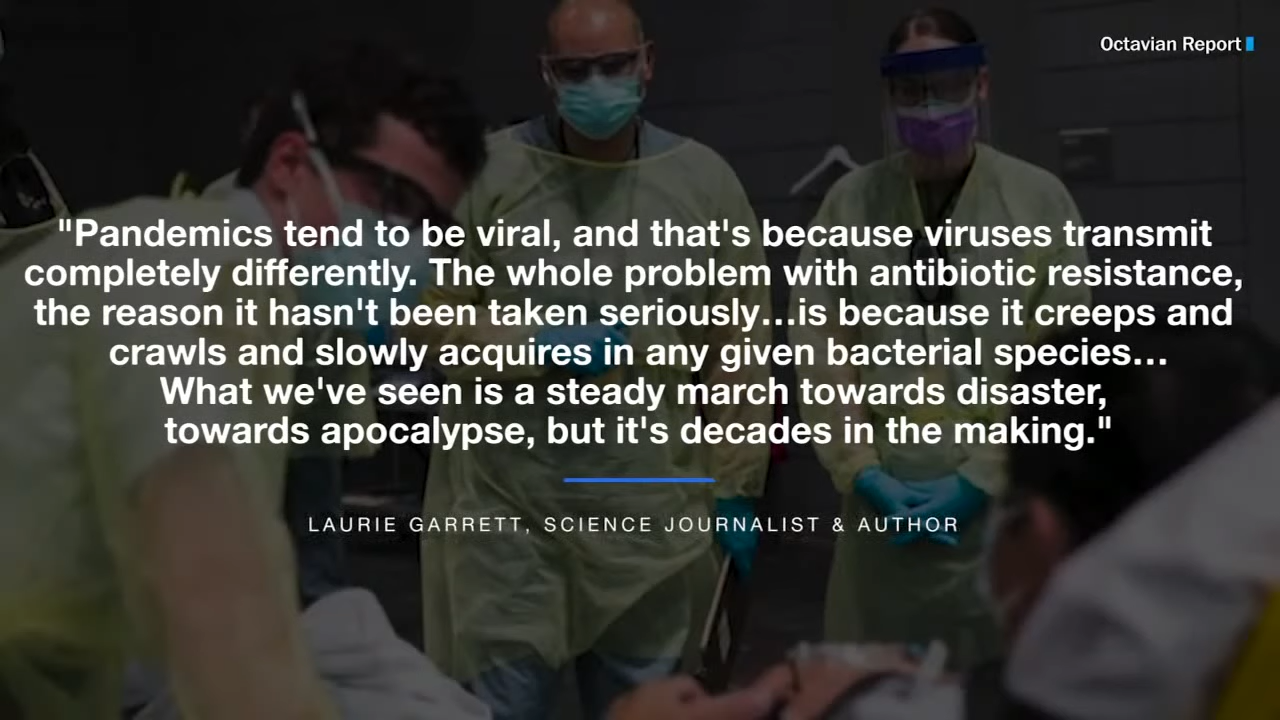 Octavian Report
"Pandemics tend to be viral, and that's because viruses transmit
completely differently. The whole problem with antibiotic resistance,
the reason it hasn't been taken seriously...is because it creeps and
crawls and slowly acquires in any given bacterial species...
What we've seen is a steady march towards disaster,
towards apocalypse, but it's decades in the making."
LAURIE GARRETT, SCIENCE JOURNALIST & AUTHOR